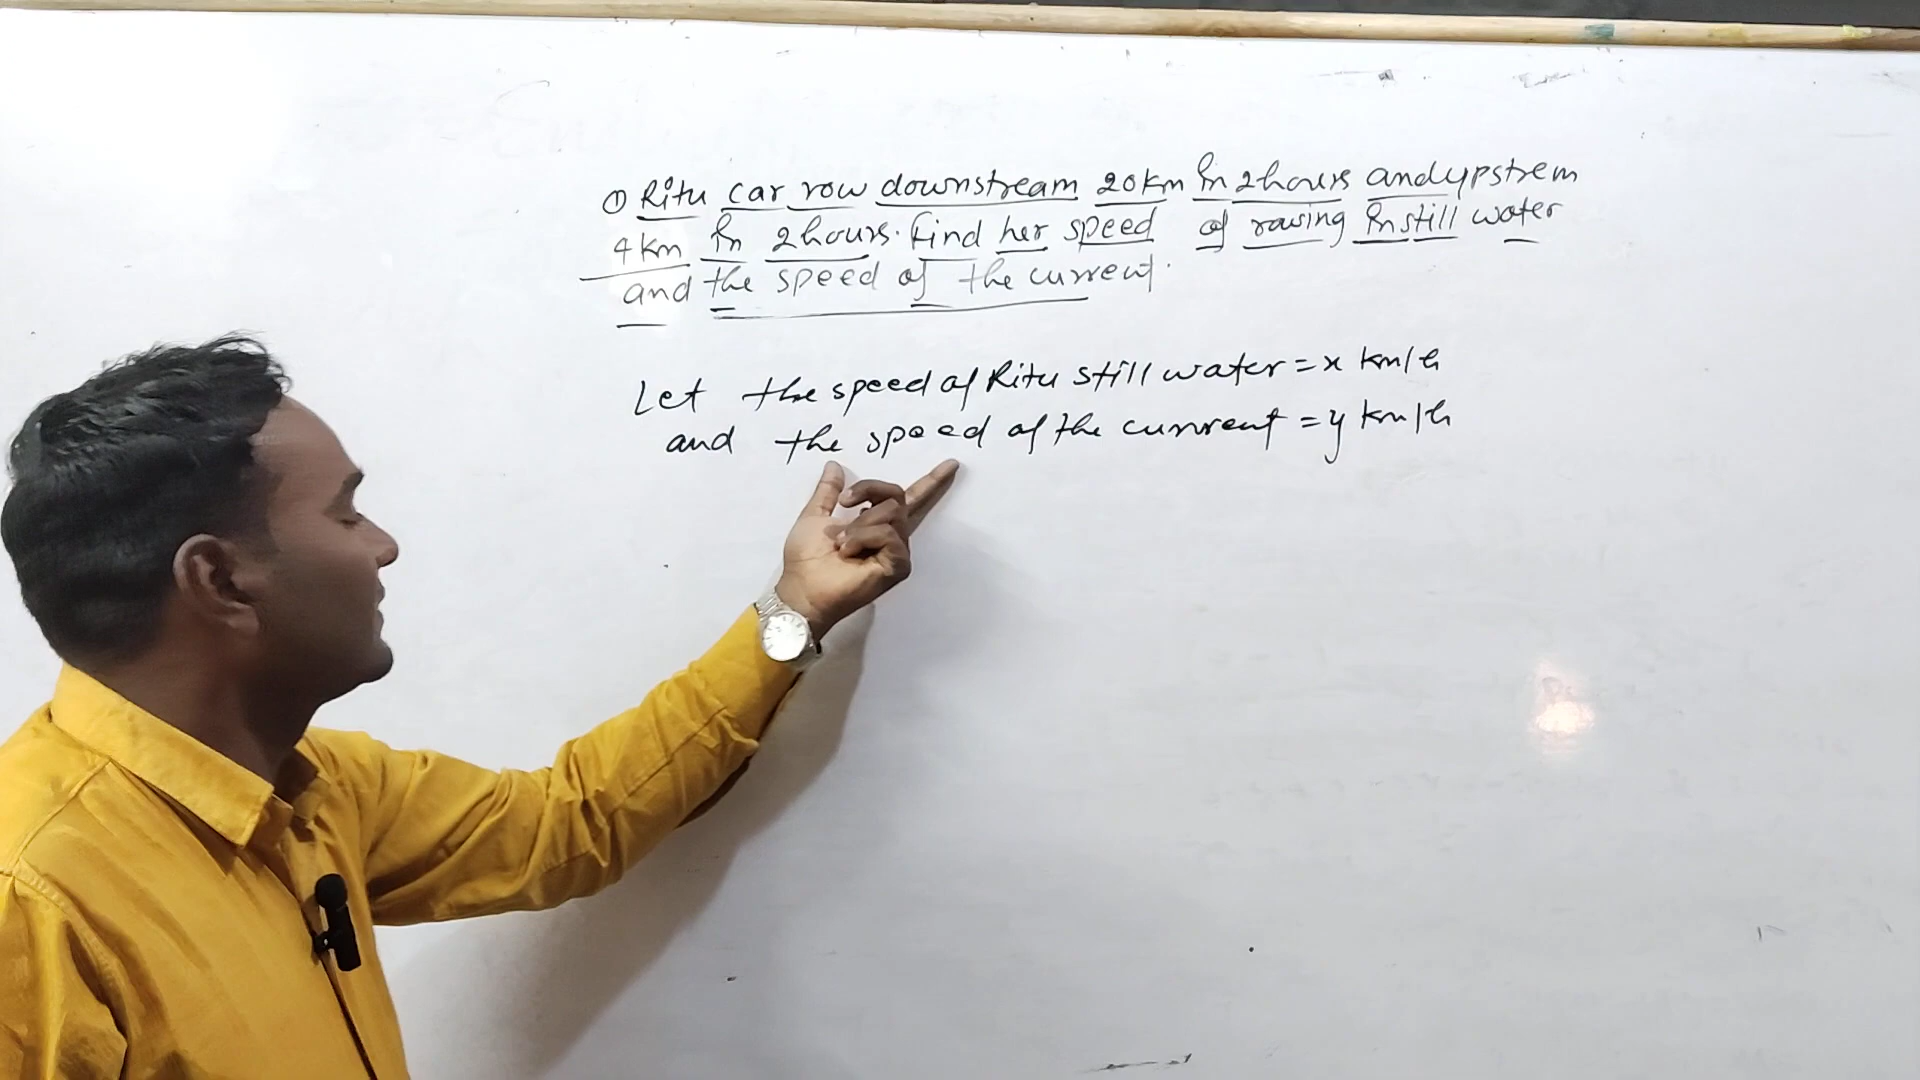 ① Ritu car row downstream 20km in 2hours and upstrem
4km in 2hours. find her speed of rowing in still water
and the speed of the current.
Let the speed of Ritu still water = x km/h
and the speed of the current = y km/h